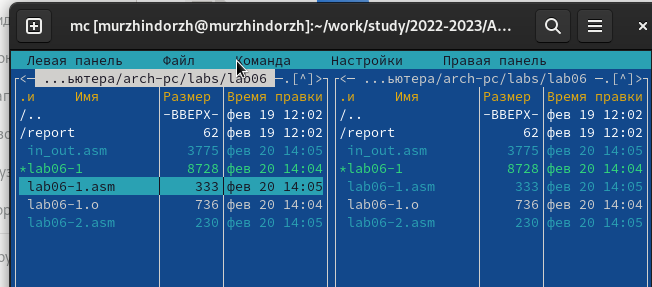 mc [murzhindorzh@murzhindorzh]:~/work/study/2022-2023/A...
Левая панель Файл Команда Настройки Правая панель
<— ...ьютера/arch-pc/labs/lab06 —.[^]> <— ...ьютера/arch-pc/labs/lab06 —.[^]>
.и Имя Размер Время правки .и Имя Размер Время правки
/.. -ВВЕРХ- фев 19 12:02 /.. -ВВЕРХ- фев 19 12:02
/report 62 фев 19 12:02 /report 62 фев 19 12:02
in_out.asm 3775 фев 20 14:05 in_out.asm 3775 фев 20 14:05
*lab06-1 8728 фев 20 14:04 *lab06-1 8728 фев 20 14:04
lab06-1.asm 333 фев 20 14:05 lab06-1.asm 333 фев 20 14:05
lab06-1.o 736 фев 20 14:04 lab06-1.o 736 фев 20 14:04
lab06-2.asm 230 фев 20 14:05 lab06-2.asm 230 фев 20 14:05